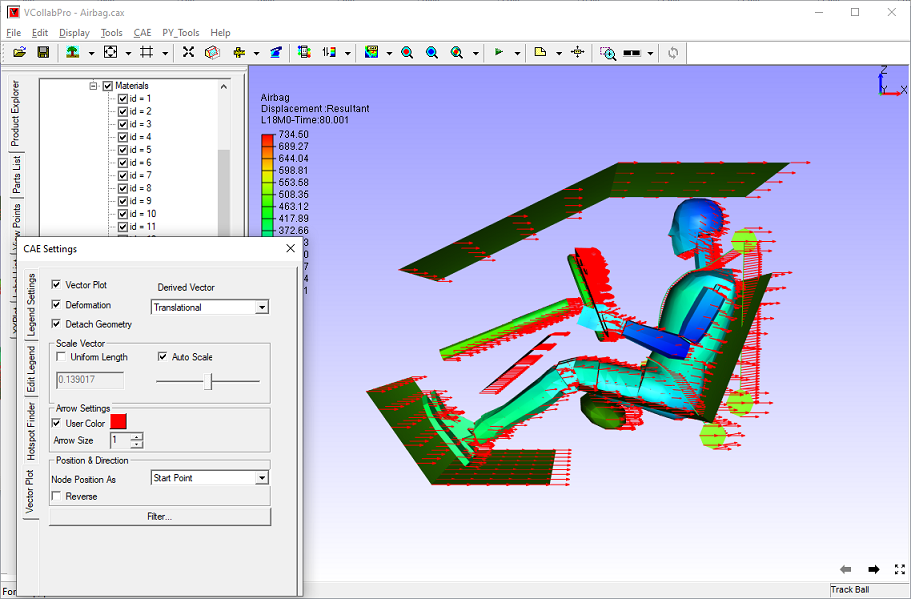 VCollabPro - Airbag.cax
File Edit Display Tools CAE PY_Tools Help
Product Explorer
Parts List
Materials
id = 1
id = 2
id = 3
id = 4
id = 5
id = 6
id = 7
id = 8
id = 9
id = 10
id = 11
Airbag
Displacement :Resultant
L18M0-Time:80.001
734.50
689.27
644.04
598.81
553.58
508.36
463.12
417.89
372.66
Z
X
CAE Settings
Legend Settings
Edit Legend
Hotspot Finder
Vector Plot
Vector Plot
Derived Vector
Deformation
Translational
Detach Geometry
Scale Vector
Uniform Length
Auto Scale
0.139017
Arrow Settings
User Color
Arrow Size
1
Position & Direction
Node Position As
Start Point
Reverse
Filter...
Track Ball